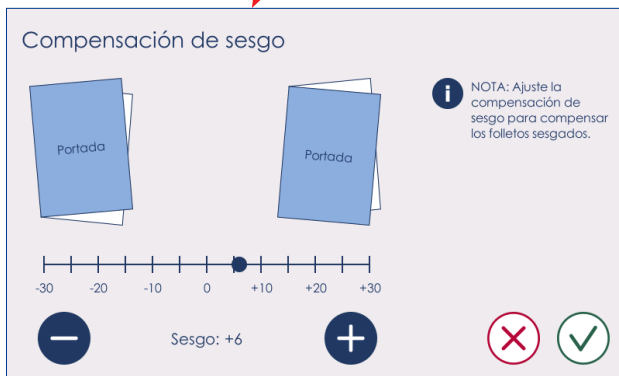 Compensación de sesgo
Portada
Portada
i
NOTA: Ajuste la
compensación de
sesgo para compensar
los folletos sesgados.
-30 -20 -10 0 +10 +20 +30
Sesgo: +6